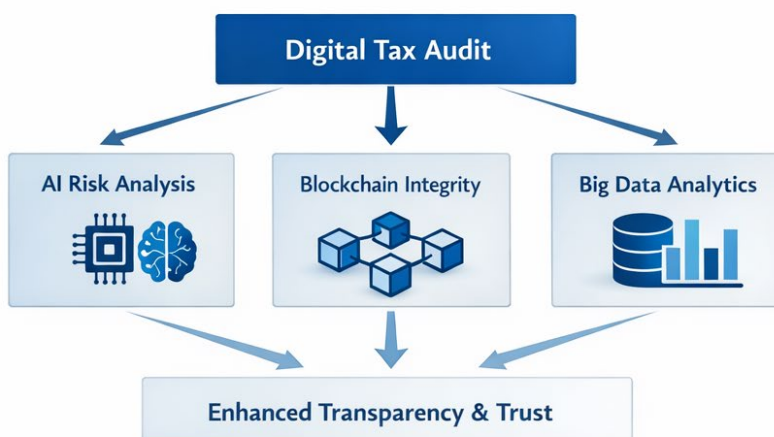 Digital Tax Audit
AI Risk Analysis
Blockchain Integrity
Big Data Analytics
Enhanced Transparency & Trust